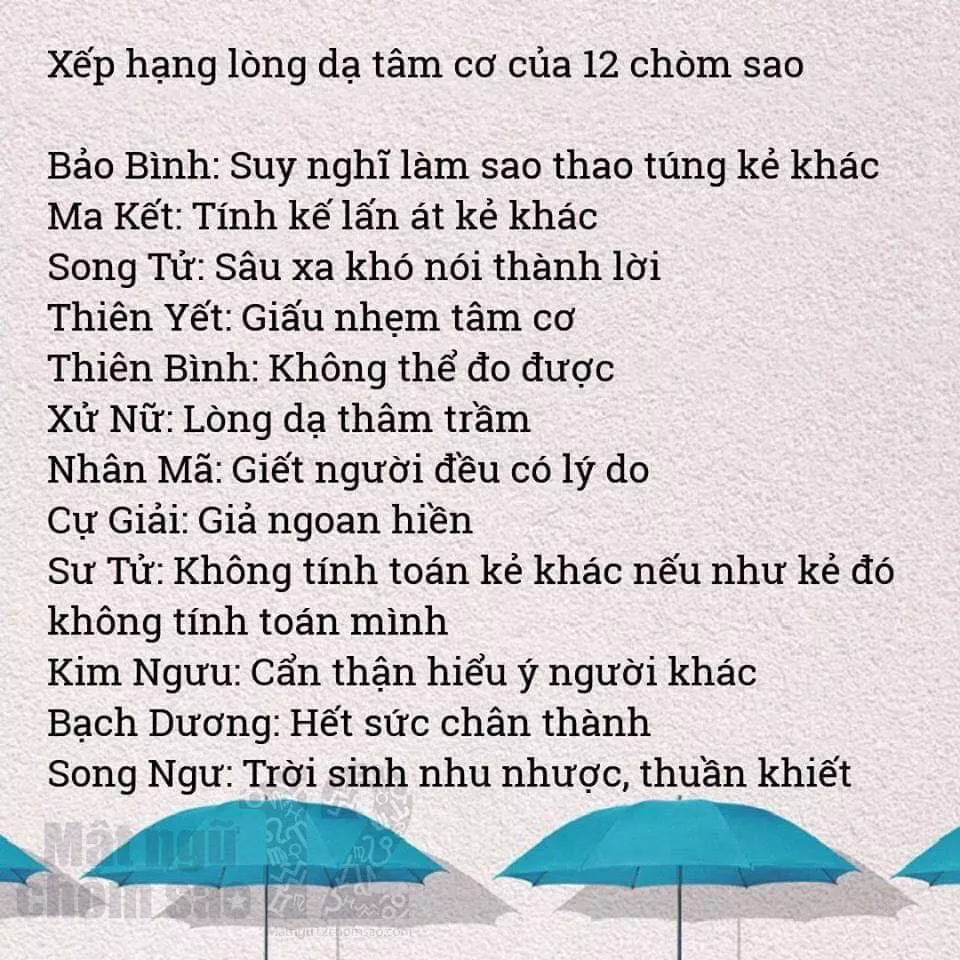 Xếp hạng lòng dạ tâm cơ của 12 chòm sao
Bảo Bình: Suy nghĩ làm sao thao túng kẻ khác
Ma Kết: Tính kế lấn át kẻ khác
Song Tử: Sâu xa khó nói thành lời
Thiên Yết: Giấu nhẹm tâm cơ
Thiên Bình: Không thể đo được
Xử Nữ: Lòng dạ thâm trầm
Nhân Mã: Giết người đều có lý do
Cự Giải: Giả ngoan hiền
Sư Tử: Không tính toán kẻ khác nếu như kẻ đó
không tính toán mình
Kim Ngưu: Cẩn thận hiểu ý người khác
Bạch Dương: Hết sức chân thành
Song Ngư: Trời sinh nhu nhược, thuần khiết
Mật ngữ
chòm sao
matngu12chomsao.com